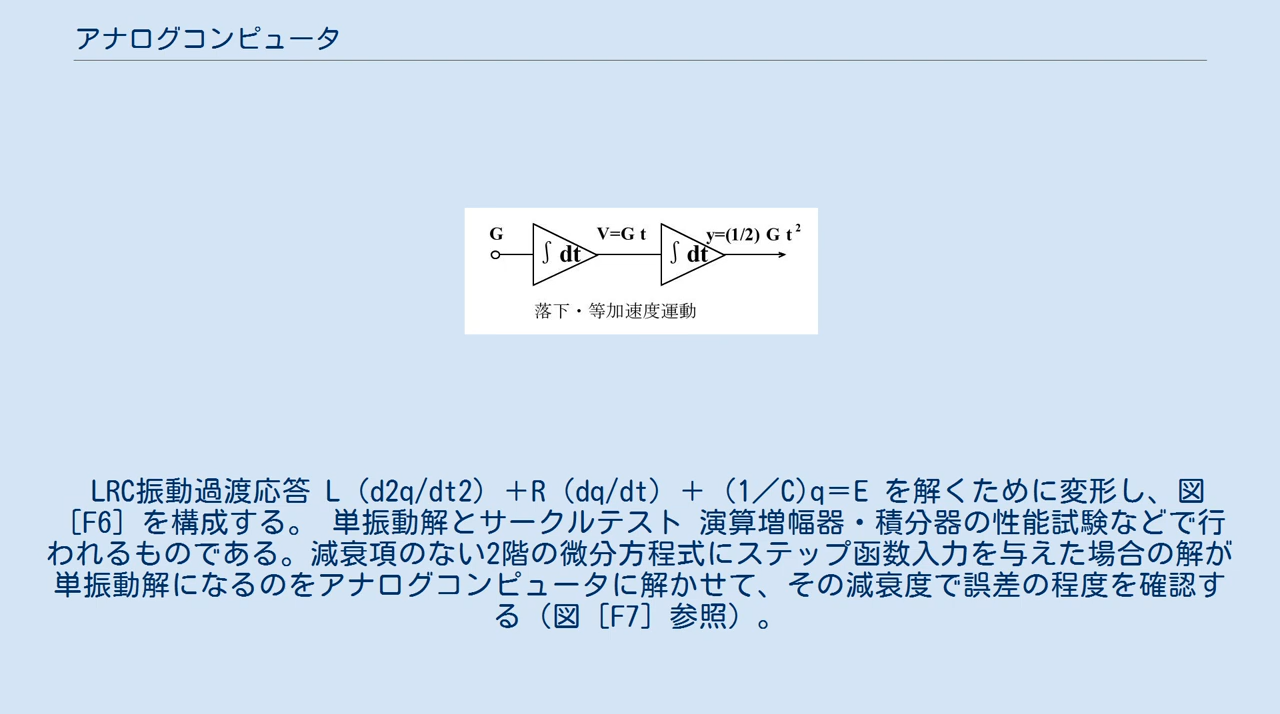 アナログコンピュータ
G
V=G t
y=(1/2) G t²
∫ dt
∫ dt
落下・等加速度運動
LRC振動過渡応答 L（d2q/dt2）＋R（dq/dt）＋（1／C)q＝E を解くために変形し、図
［F6］を構成する。 単振動解とサークルテスト 演算増幅器・積分器の性能試験などで行
われるものである。減衰項のない2階の微分方程式にステップ函数入力を与えた場合の解が
単振動解になるのをアナログコンピュータに解かせて、その減衰度で誤差の程度を確認す
る（図［F7］参照）。